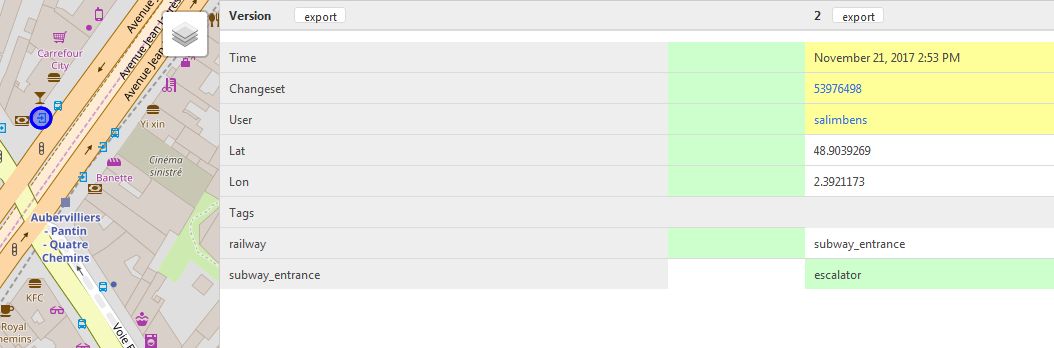 Carrefour
City
Avenue
Avenue Jean Jaurès
Avenue Jean
Yi xin
Cinéma
sinistré
Banette
Aubervilliers
- Pantin
- Quatre
Chemins
KFC
Royal
Voie
Version export 2 export
Time November 21, 2017 2:53 PM
Changeset 53976498
User salimbens
Lat 48.9039269
Lon 2.3921173
Tags
railway subway_entrance
subway_entrance escalator